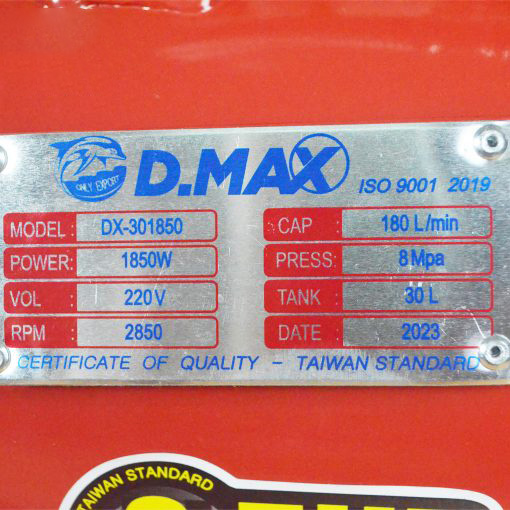 ONLY EXPORT
D.MAX
ISO 9001 2019
MODEL: DX-301850
CAP : 180 L/min
POWER: 1850W
PRESS: 8 Mpa
VOL : 220 V
TANK : 30 L
RPM : 2850
DATE : 2023
CERTIFICATE OF QUALITY - TAIWAN STANDARD
TAIWAN STANDARD